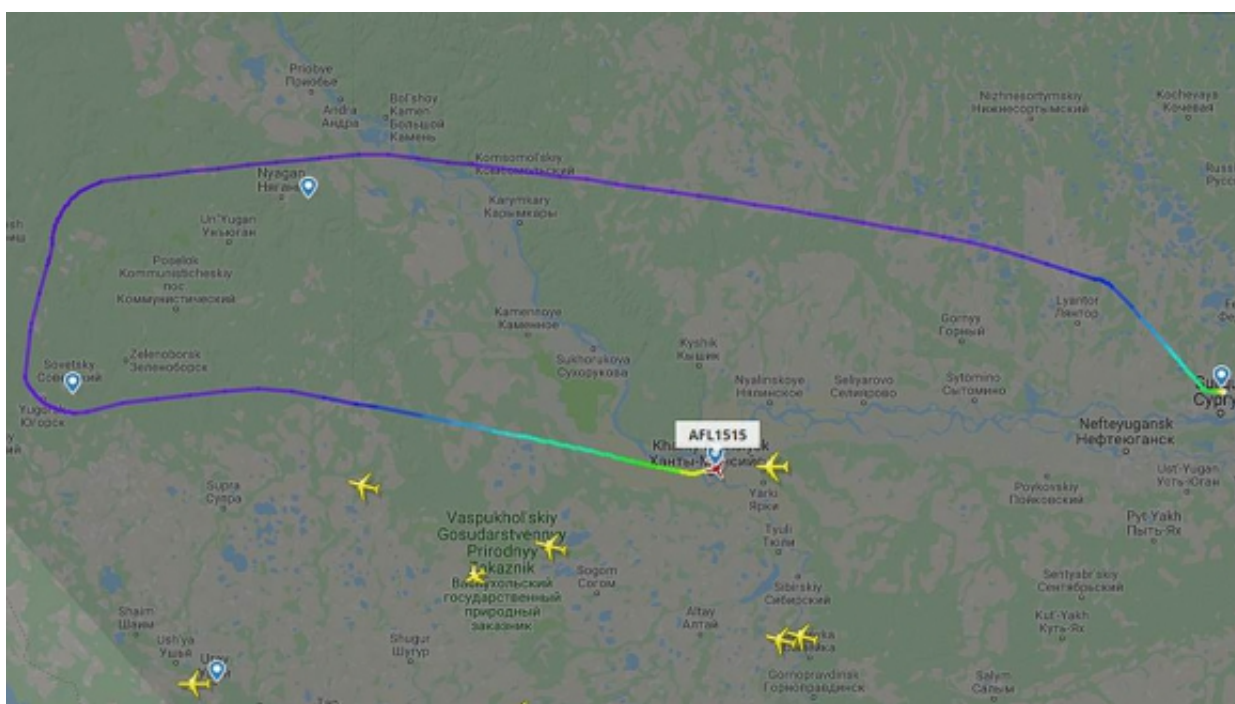 Priobye
Приобье
Andra
Андра
Bol'shoy
Kamen
Большой
Камень
Nizhnesortymskiy
Нижнесортымский
Kochevaya
Кочевая
Komsomol'skiy
Комсомольский
Nyagan
Karymkary
Карымкары
Un"Yugan
Унъюган
Poselok
Kommunisticheskiy
пос
Коммунистический
Lyantor
Лянтор
Gornyy
Горный
Kamennoye
Каменное
Kyshik
Кышик
Sukhorukova
Сухорукова
Zelenoborsk
Зеленоборск
Sovetsky
Nyalinskoye
Нялинское
Seliyarovo
Селиярово
Sytomino
Сытомино
Югорск
Nefteyugansk
Нефтеюганск
AFL1515
Yarki
Ярки
Poykosskiy
Пойковский
Ust-Yugan
Усть-Юган
Supra
Супра
Pyt-Yakh
Пыть-Ях
Tyuli
Тюли
Vaspukhol'skiy
Gosudarstvennyy
Prirodnyy
Zakaznik
Васпухольский
государственный
природный
заказник
Sogom
Согом
Sibirskiy
Сибирский
Sentyabr'skiy
Сентябрьский
Shaim
Шаим
Altay
Алтай
Kut'-Yakh
Куть-Ях
Ush'ya
Ушья
Shugur
Шугур
Gornopravdinsk
Горноправдинск
Salym
Салым